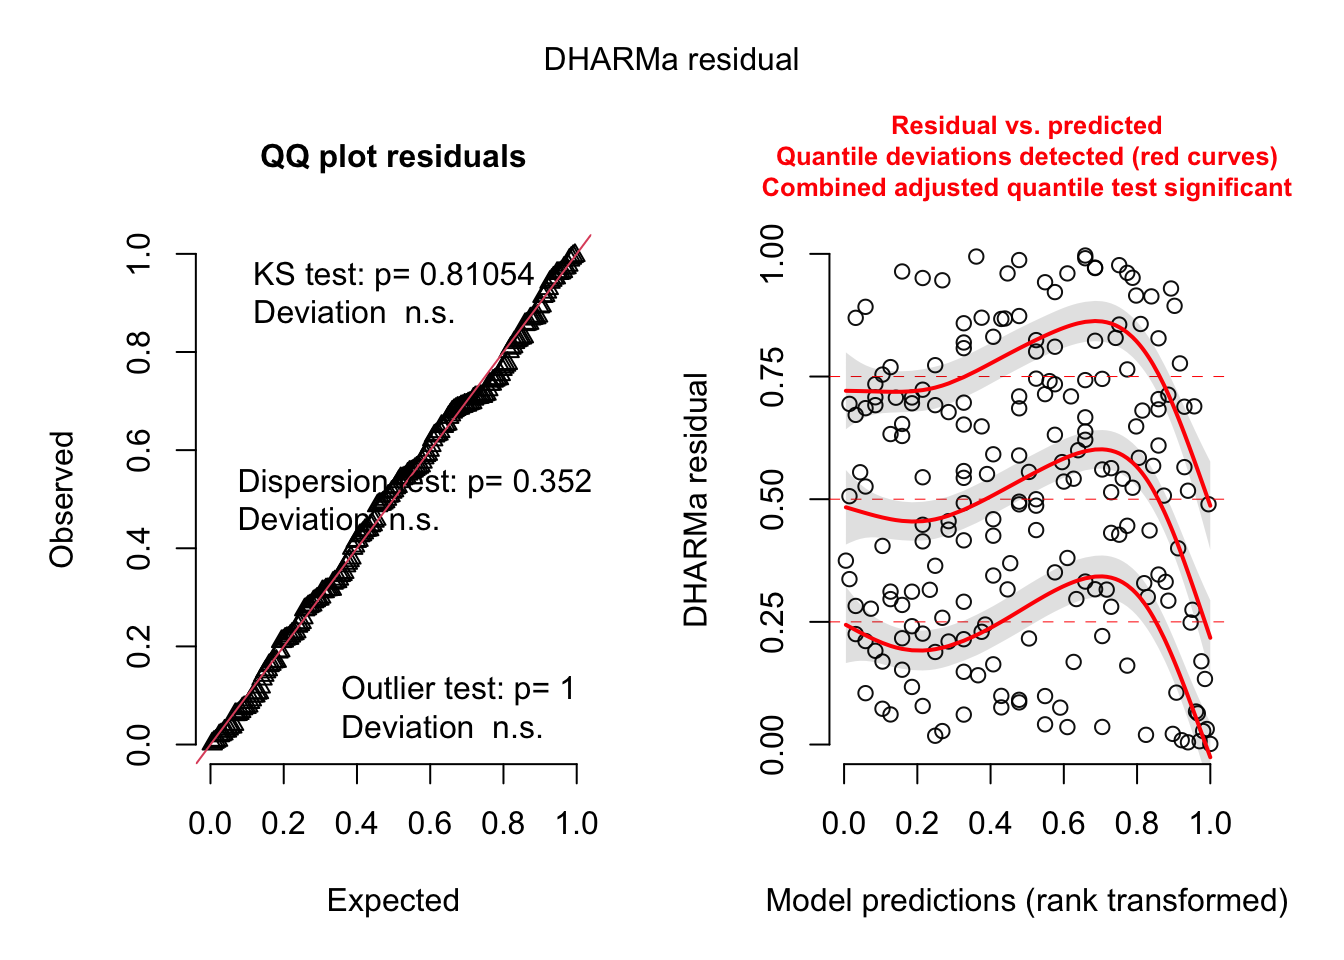 DHARMa residual
QQ plot residuals
KS test: p= 0.81054
Deviation  n.s.
Dispersion test: p= 0.352
Deviation  n.s.
Outlier test: p= 1
Deviation  n.s.
Observed
1.0
0.8
0.6
0.4
0.2
0.0
0.0 0.2 0.4 0.6 0.8 1.0
Expected
Residual vs. predicted
Quantile deviations detected (red curves)
Combined adjusted quantile test significant
DHARMa residual
1.00
0.75
0.50
0.25
0.00
0.0 0.2 0.4 0.6 0.8 1.0
Model predictions (rank transformed)